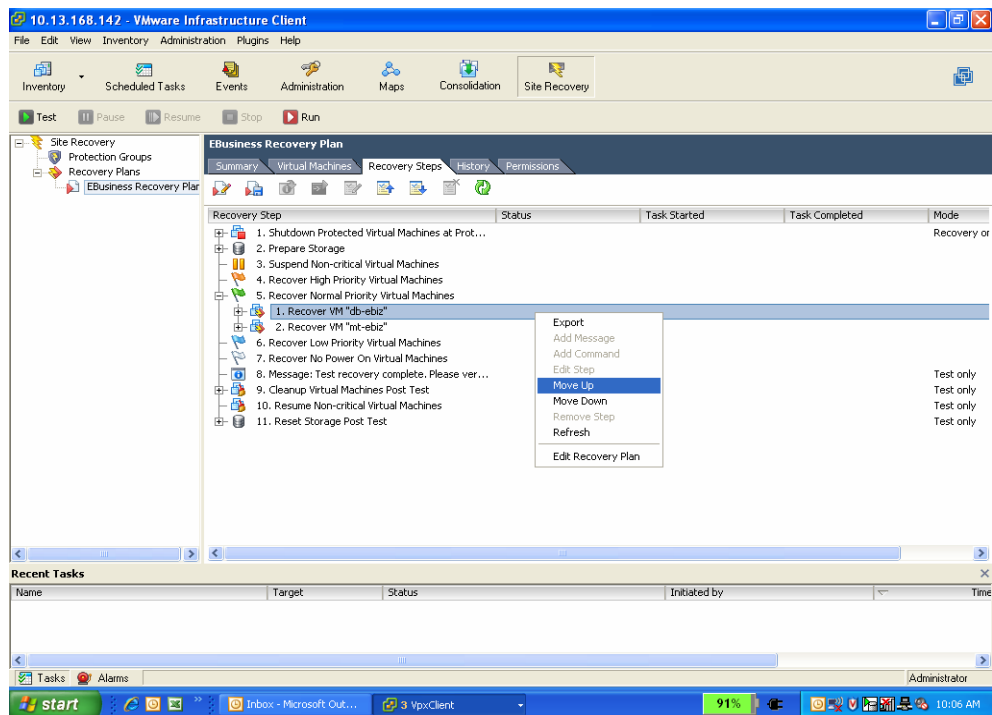 10.13.168.142 - VMware Infrastructure Client
File Edit View Inventory Administration Plugins Help
Inventory Scheduled Tasks Events Administration Maps Consolidation Site Recovery
Test Pause Resume Stop Run
Site Recovery
Protection Groups
Recovery Plans
EBusiness Recovery Plan
EBusiness Recovery Plan
Summary Virtual Machines Recovery Steps History Permissions
Recovery Step Status Task Started Task Completed Mode
1. Shutdown Protected Virtual Machines at Prot... Recovery or
2. Prepare Storage
3. Suspend Non-critical Virtual Machines
4. Recover High Priority Virtual Machines
5. Recover Normal Priority Virtual Machines
1. Recover VM "db-ebiz"
2. Recover VM "mt-ebiz"
6. Recover Low Priority Virtual Machines
7. Recover No Power On Virtual Machines
8. Message: Test recovery complete. Please ver... Test only
9. Cleanup Virtual Machines Post Test Test only
10. Resume Non-critical Virtual Machines Test only
11. Reset Storage Post Test Test only
Export
Add Message
Add Command
Edit Step
Move Up
Move Down
Remove Step
Refresh
Edit Recovery Plan
Recent Tasks
Name Target Status Initiated by Time
Tasks Alarms Administrator
start Inbox - Microsoft Out... 3 VpxClient 91% 10:06 AM